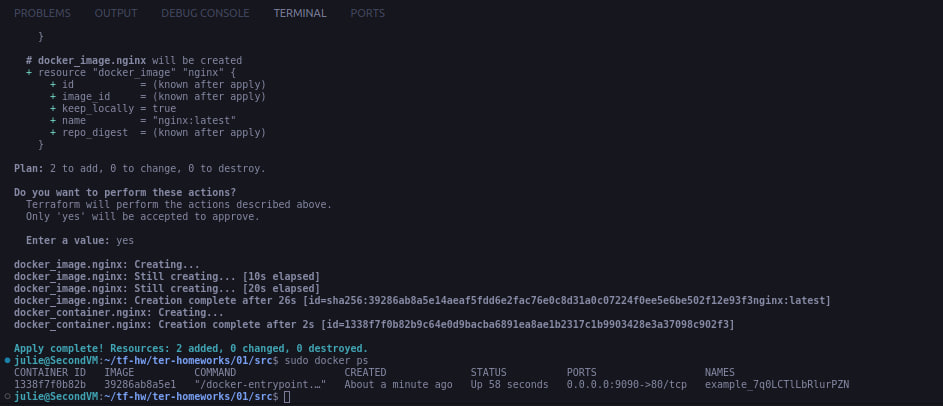 PROBLEMS OUTPUT DEBUG CONSOLE TERMINAL PORTS
}
# docker_image.nginx will be created
+ resource "docker_image" "nginx" {
+ id = (known after apply)
+ image_id = (known after apply)
+ keep_locally = true
+ name = "nginx:latest"
+ repo_digest = (known after apply)
}
Plan: 2 to add, 0 to change, 0 to destroy.
Do you want to perform these actions?
Terraform will perform the actions described above.
Only 'yes' will be accepted to approve.
Enter a value: yes
docker_image.nginx: Creating...
docker_image.nginx: Still creating... [10s elapsed]
docker_image.nginx: Still creating... [20s elapsed]
docker_image.nginx: Creation complete after 26s [id=sha256:39286ab8a5e14aeaf5fdd6e2fac76e0c8d31a0c07224f0ee5e6be502f12e93f3nginx:latest]
docker_container.nginx: Creating...
docker_container.nginx: Creation complete after 2s [id=1338f7f0b82b9c64e0d9bacba6891ea8ae1b2317c1b9903428e3a37098c902f3]
Apply complete! Resources: 2 added, 0 changed, 0 destroyed.
julie@SecondVM:~/tf-hw/ter-homeworks/01/src$ sudo docker ps
CONTAINER ID IMAGE COMMAND CREATED STATUS PORTS NAMES
1338f7f0b82b 39286ab8a5e1 "/docker-entrypoint.…" About a minute ago Up 58 seconds 0.0.0.0:9090->80/tcp example_7q0LCTlLbRlurPZN
julie@SecondVM:~/tf-hw/ter-homeworks/01/src$